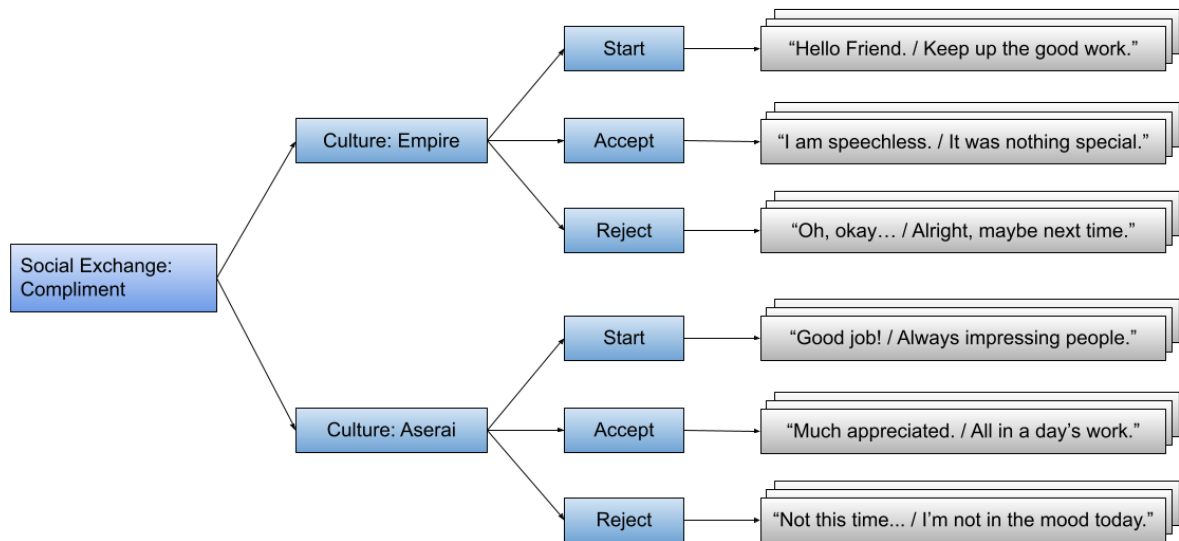 Start
“Hello Friend. / Keep up the good work.”
Culture: Empire
Accept
“I am speechless. / It was nothing special.”
Reject
“Oh, okay… / Alright, maybe next time.”
Social Exchange:
Compliment
Start
“Good job! / Always impressing people.”
Culture: Aserai
Accept
“Much appreciated. / All in a day’s work.”
Reject
“Not this time... / I’m not in the mood today.”